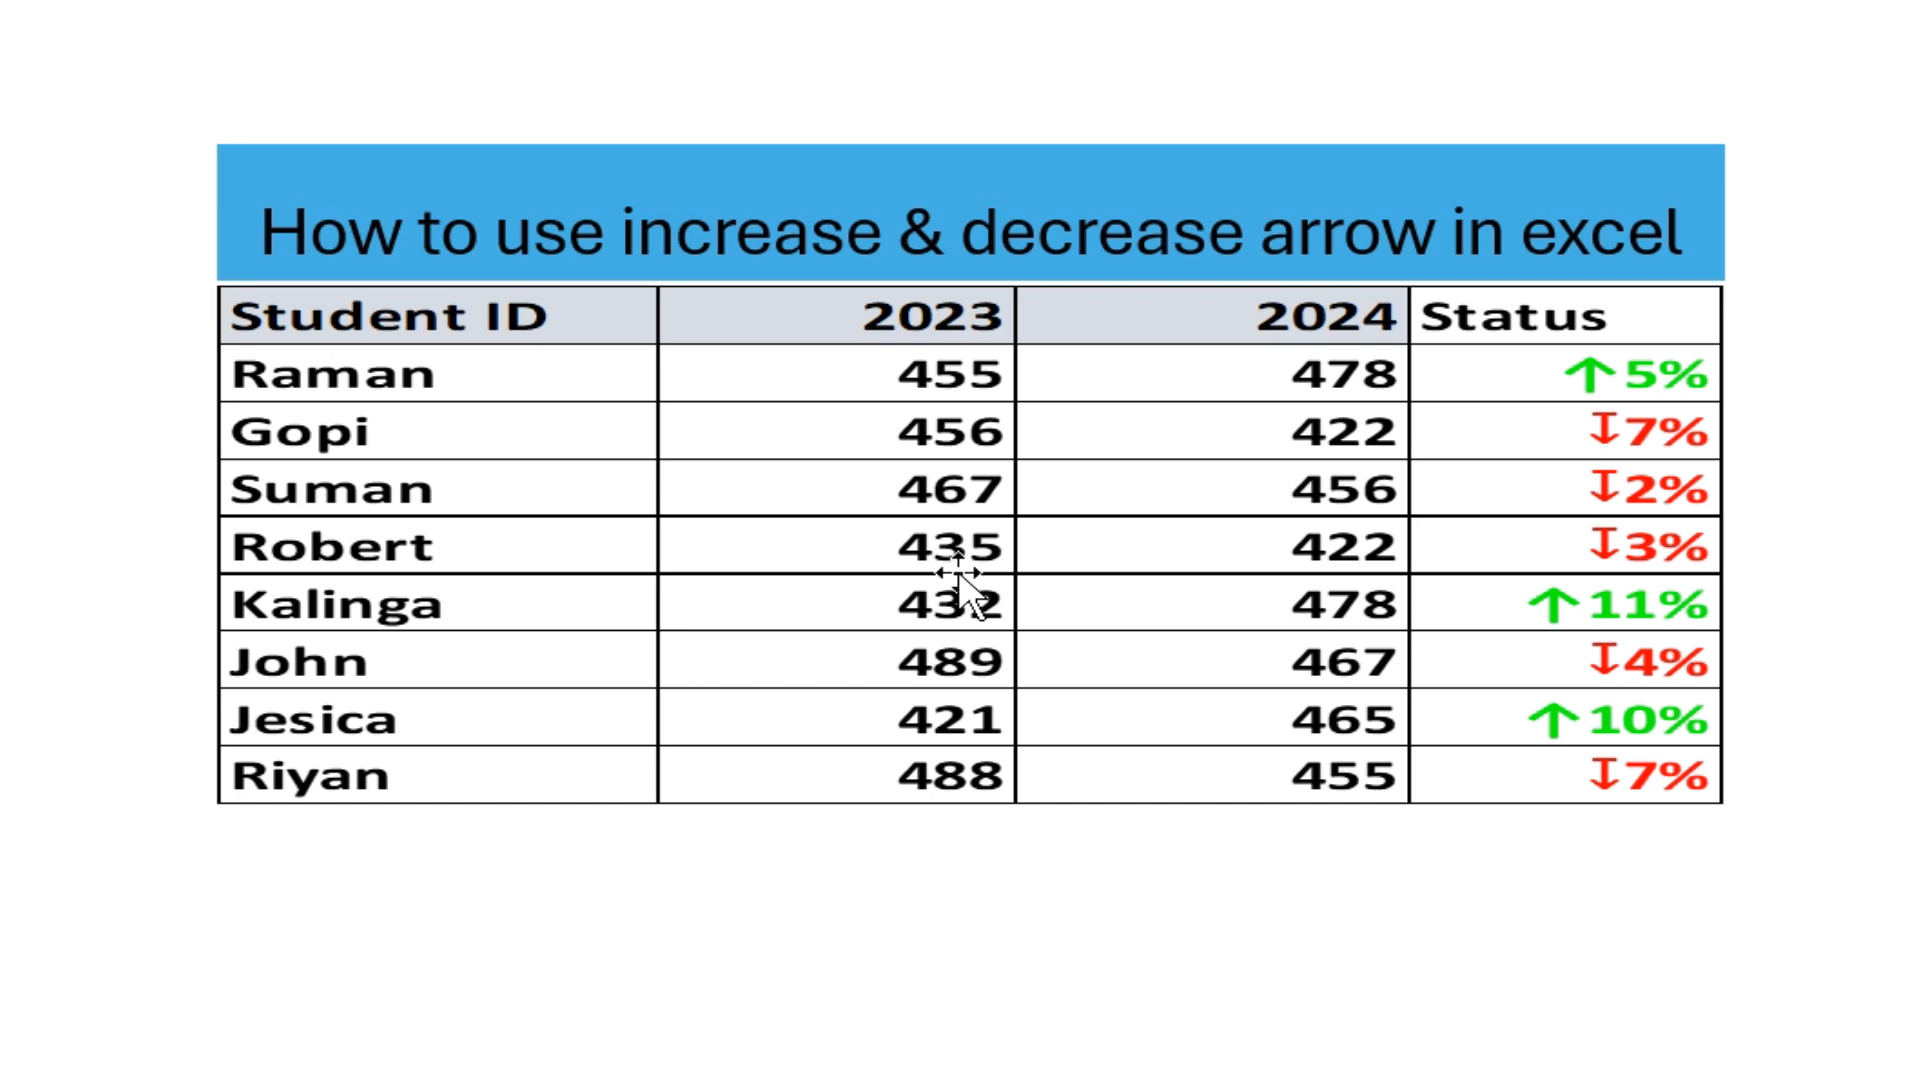 How to use increase & decrease arrow in excel
Student ID 2023 2024 Status
Raman 455 478 ↑5%
Gopi 456 422 ↧7%
Suman 467 456 ↧2%
Robert 435 422 ↧3%
Kalinga 432 478 ↑11%
John 489 467 ↧4%
Jesica 421 465 ↑10%
Riyan 488 455 ↧7%